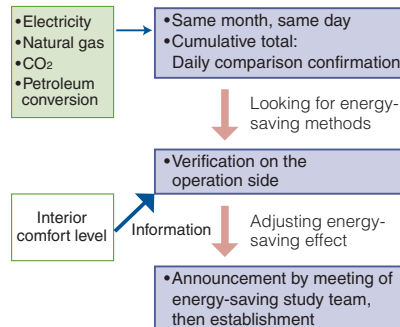 •Electricity
•Natural gas
•CO₂
•Petroleum
conversion
•Same month, same day
•Cumulative total:
Daily comparison confirmation
Looking for energy-
saving methods
•Verification on the
operation side
Interior
comfort level
Information
Adjusting energy-
saving effect
•Announcement by meeting of
energy-saving study team,
then establishment